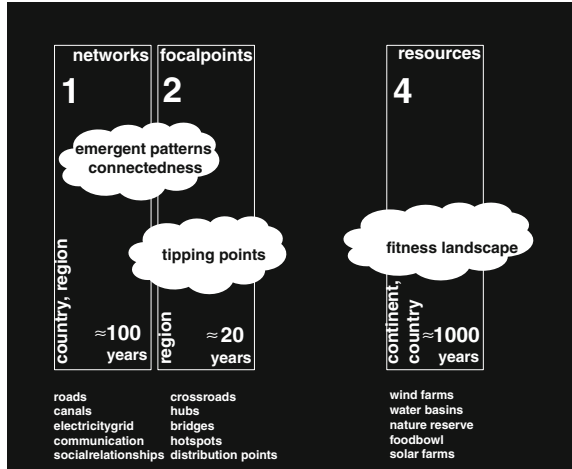 networks
1
focalpoints
2
resources
4
emergent patterns
connectedness
tipping points
fitness landscape
country, region
≈100
years
region
≈20
years
continent,
country
≈1000
years
roads
canals
electricitygrid
communication
socialrelationships
crossroads
hubs
bridges
hotspots
distribution points
wind farms
water basins
nature reserve
foodbowl
solar farms